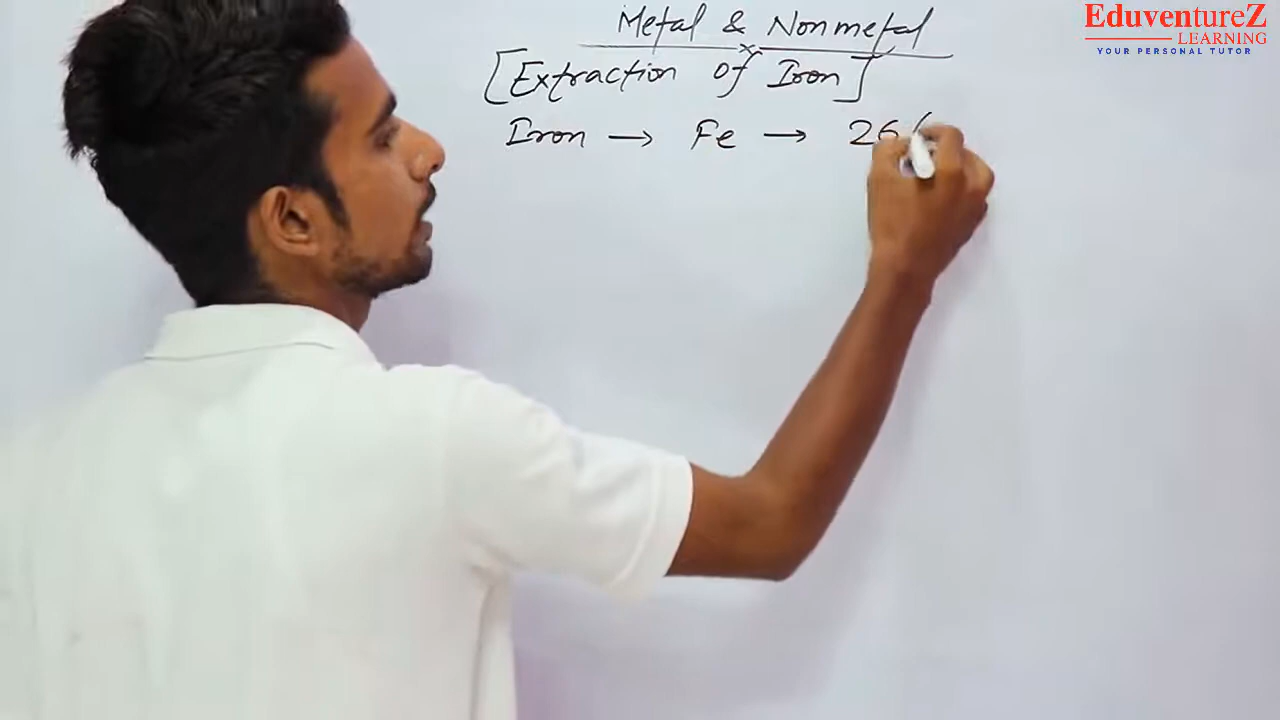 EduventureZ
LEARNING
YOUR PERSONAL TUTOR
Metal & Nonmetal
[Extraction of Iron]
Iron → Fe → 26